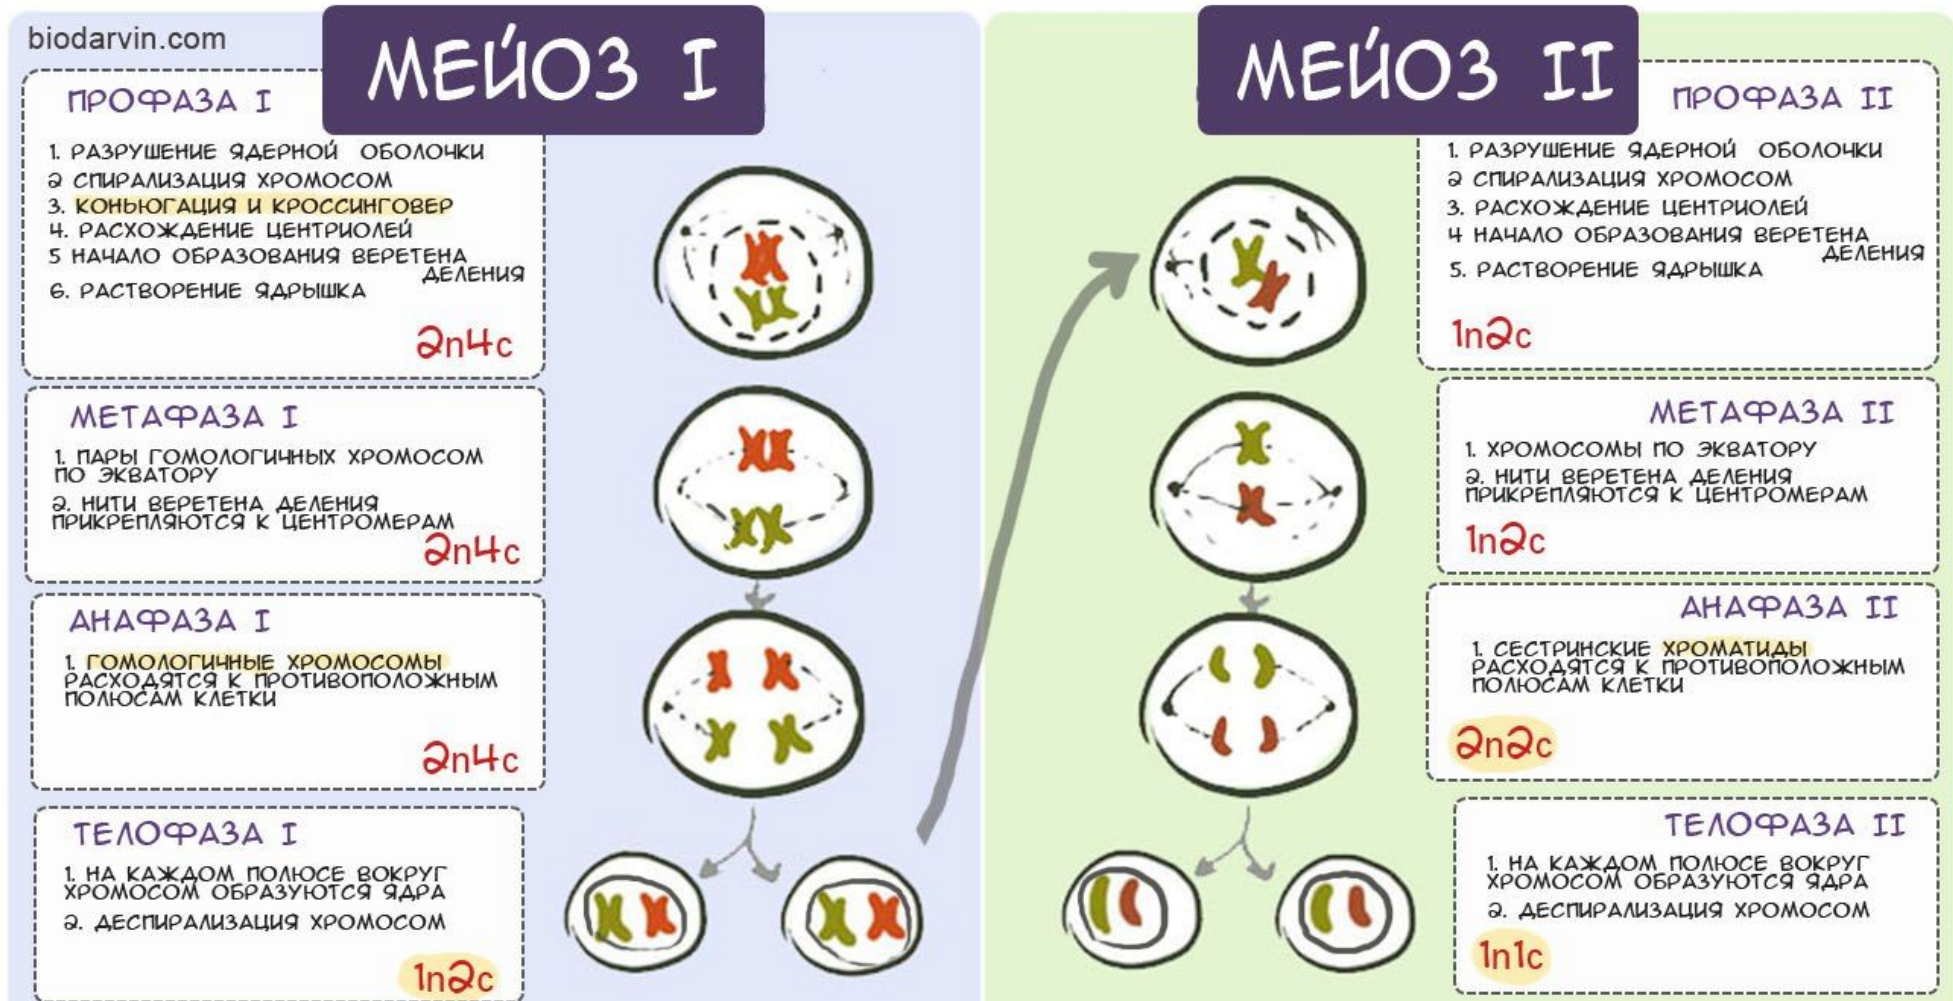 biodarvin.com
МЕЙОЗ I
ПРОФАЗА I
1. РАЗРУШЕНИЕ ЯДЕРНОЙ ОБОЛОЧКИ
2 СПИРАЛИЗАЦИЯ ХРОМОСОМ
3. КОНЬЮГАЦИЯ И КРОССИНГОВЕР
4. РАСХОЖДЕНИЕ ЦЕНТРИОЛЕЙ
5 НАЧАЛО ОБРАЗОВАНИЯ ВЕРЕТЕНА
ДЕЛЕНИЯ
6. РАСТВОРЕНИЕ ЯДРЫШКА
2n4c
МЕТАФАЗА I
1. ПАРЫ ГОМОЛОГИЧНЫХ ХРОМОСОМ
ПО ЭКВАТОРУ
2. НИТИ ВЕРЕТЕНА ДЕЛЕНИЯ
ПРИКРЕПЛЯЮТСЯ К ЦЕНТРОМЕРАМ
2n4c
АНАФАЗА I
1. ГОМОЛОГИЧНЫЕ ХРОМОСОМЫ
РАСХОДЯТСЯ К ПРОТИВОПОЛОЖНЫМ
ПОЛЮСАМ КЛЕТКИ
2n4c
ТЕЛОФАЗА I
1. НА КАЖДОМ ПОЛЮСЕ ВОКРУГ
ХРОМОСОМ ОБРАЗУЮТСЯ ЯДРА
2. ДЕСПИРАЛИЗАЦИЯ ХРОМОСОМ
1n2c
МЕЙОЗ II
ПРОФАЗА II
1. РАЗРУШЕНИЕ ЯДЕРНОЙ ОБОЛОЧКИ
2 СПИРАЛИЗАЦИЯ ХРОМОСОМ
3. РАСХОЖДЕНИЕ ЦЕНТРИОЛЕЙ
4 НАЧАЛО ОБРАЗОВАНИЯ ВЕРЕТЕНА
ДЕЛЕНИЯ
5. РАСТВОРЕНИЕ ЯДРЫШКА
1n2c
МЕТАФАЗА II
1. ХРОМОСОМЫ ПО ЭКВАТОРУ
2. НИТИ ВЕРЕТЕНА ДЕЛЕНИЯ
ПРИКРЕПЛЯЮТСЯ К ЦЕНТРОМЕРАМ
1n2c
АНАФАЗА II
1. СЕСТРИНСКИЕ ХРОМАТИДЫ
РАСХОДЯТСЯ К ПРОТИВОПОЛОЖНЫМ
ПОЛЮСАМ КЛЕТКИ
2n2c
ТЕЛОФАЗА II
1. НА КАЖДОМ ПОЛЮСЕ ВОКРУГ
ХРОМОСОМ ОБРАЗУЮТСЯ ЯДРА
2. ДЕСПИРАЛИЗАЦИЯ ХРОМОСОМ
1n1c